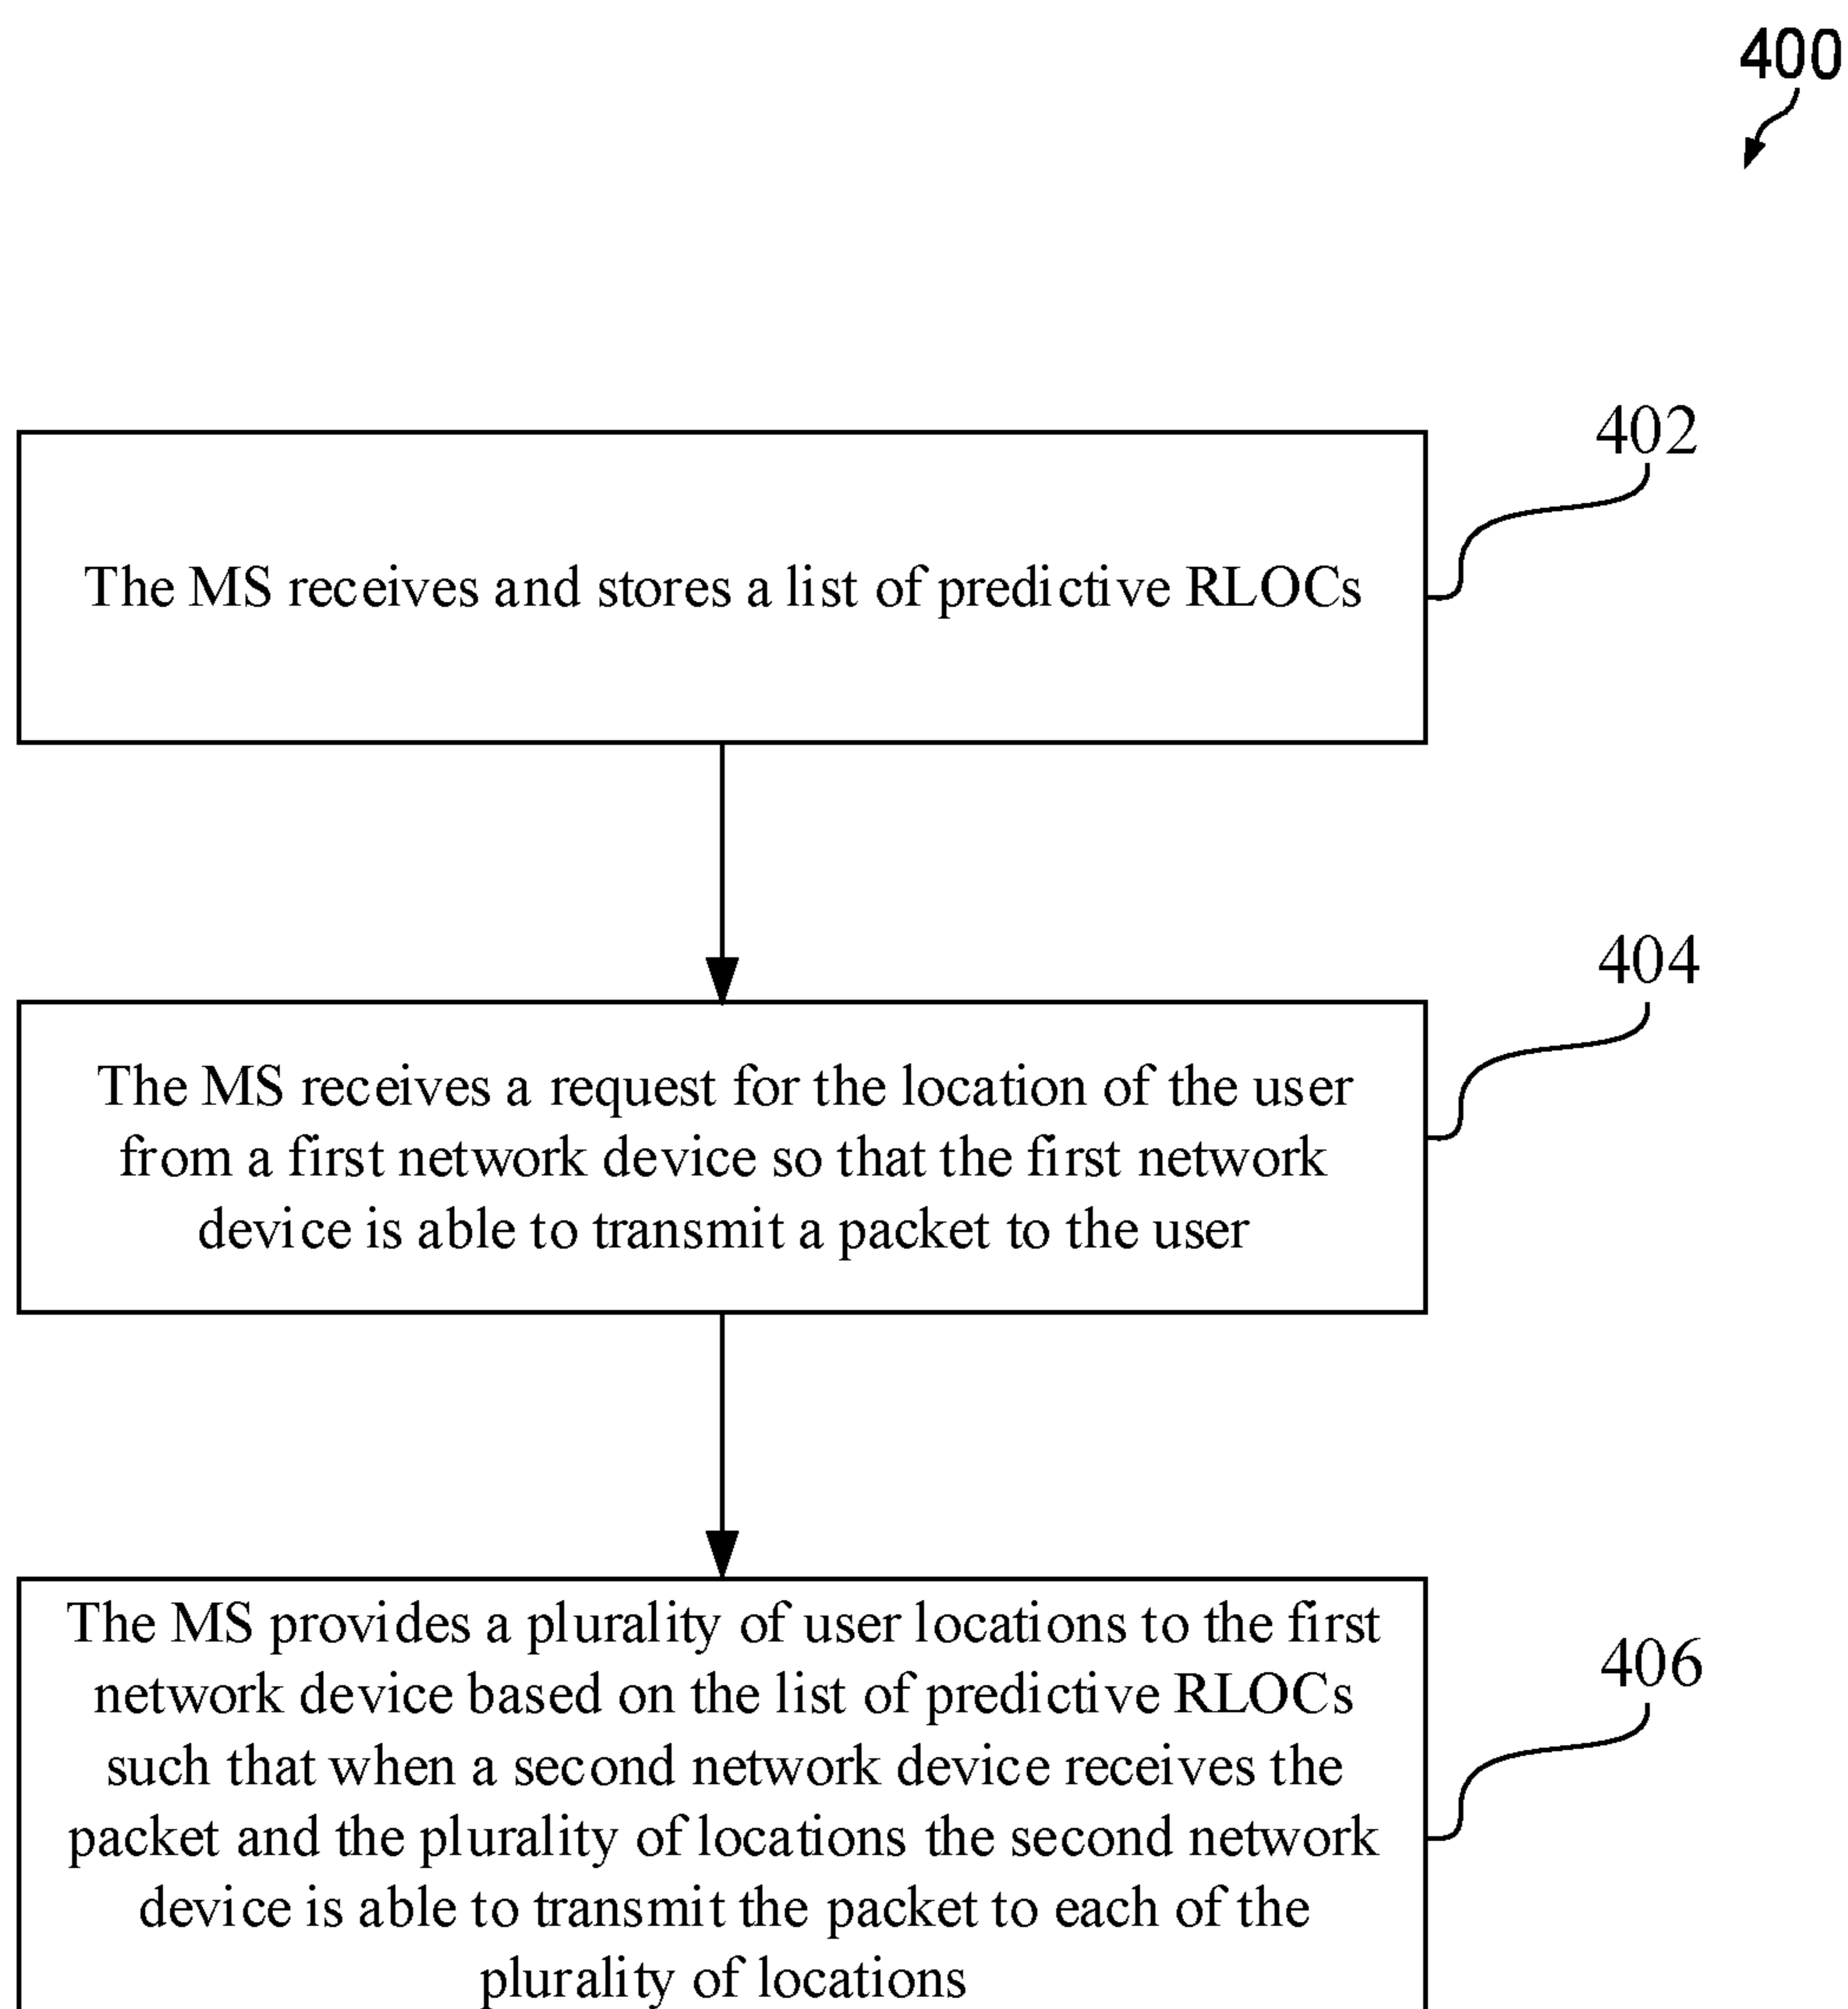 400
402
The MS receives and stores a list of predictive RLOCs
404
The MS receives a request for the location of the user
from a first network device so that the first network
device is able to transmit a packet to the user
The MS provides a plurality of user locations to the first
network device based on the list of predictive RLOCs
406
such that when a second network device receives the
packet and the plurality of locations the second network
device is able to transmit the packet to each of the
plurality of locations